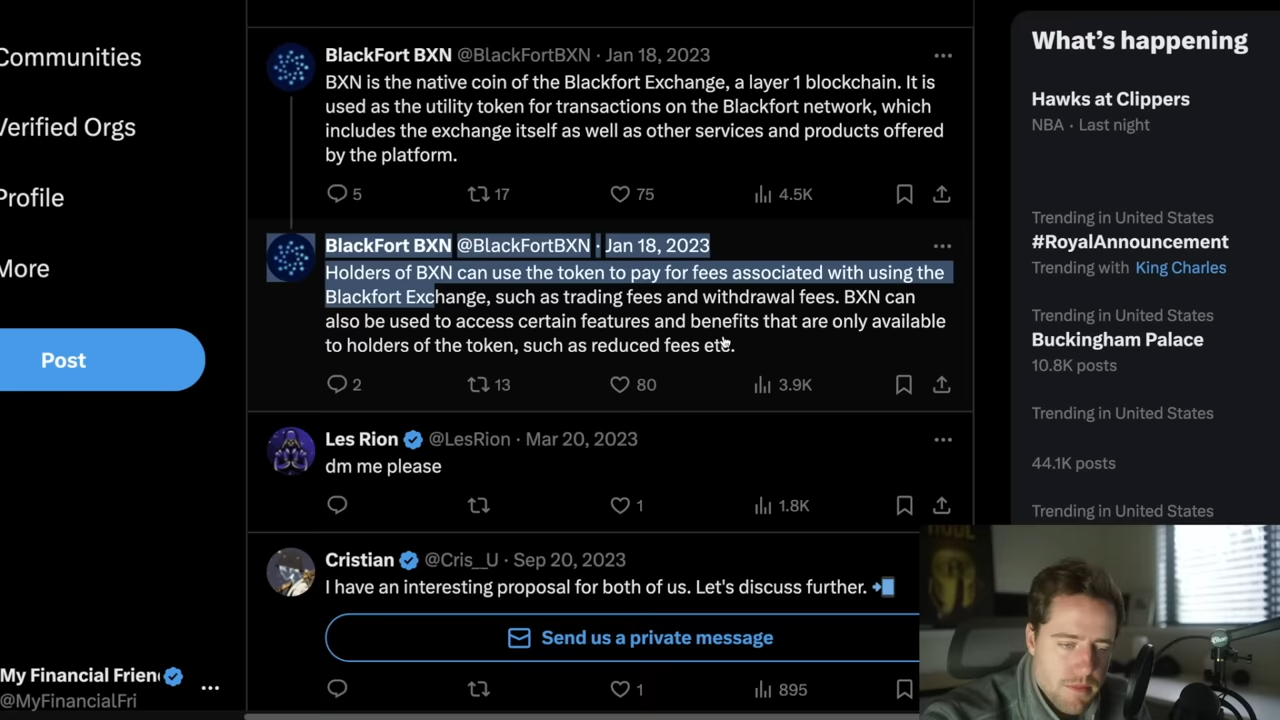 Communities
Verified Orgs
Profile
More
Post
My Financial Frien
@MyFinancialFri
BlackFort BXN @BlackFortBXN · Jan 18, 2023
BXN is the native coin of the Blackfort Exchange, a layer 1 blockchain. It is
used as the utility token for transactions on the Blackfort network, which
includes the exchange itself as well as other services and products offered
by the platform.
5 17 75 4.5K
BlackFort BXN @BlackFortBXN · Jan 18, 2023
Holders of BXN can use the token to pay for fees associated with using the
Blackfort Exchange, such as trading fees and withdrawal fees. BXN can
also be used to access certain features and benefits that are only available
to holders of the token, such as reduced fees etc.
2 13 80 3.9K
Les Rion @LesRion · Mar 20, 2023
dm me please
1 1.8K
Cristian @Cris__U · Sep 20, 2023
I have an interesting proposal for both of us. Let's discuss further.
Send us a private message
1 895
What's happening
Hawks at Clippers
NBA · Last night
Trending in United States
#RoyalAnnouncement
Trending with King Charles
Trending in United States
Buckingham Palace
10.8K posts
Trending in United States
44.1K posts
Trending in United States